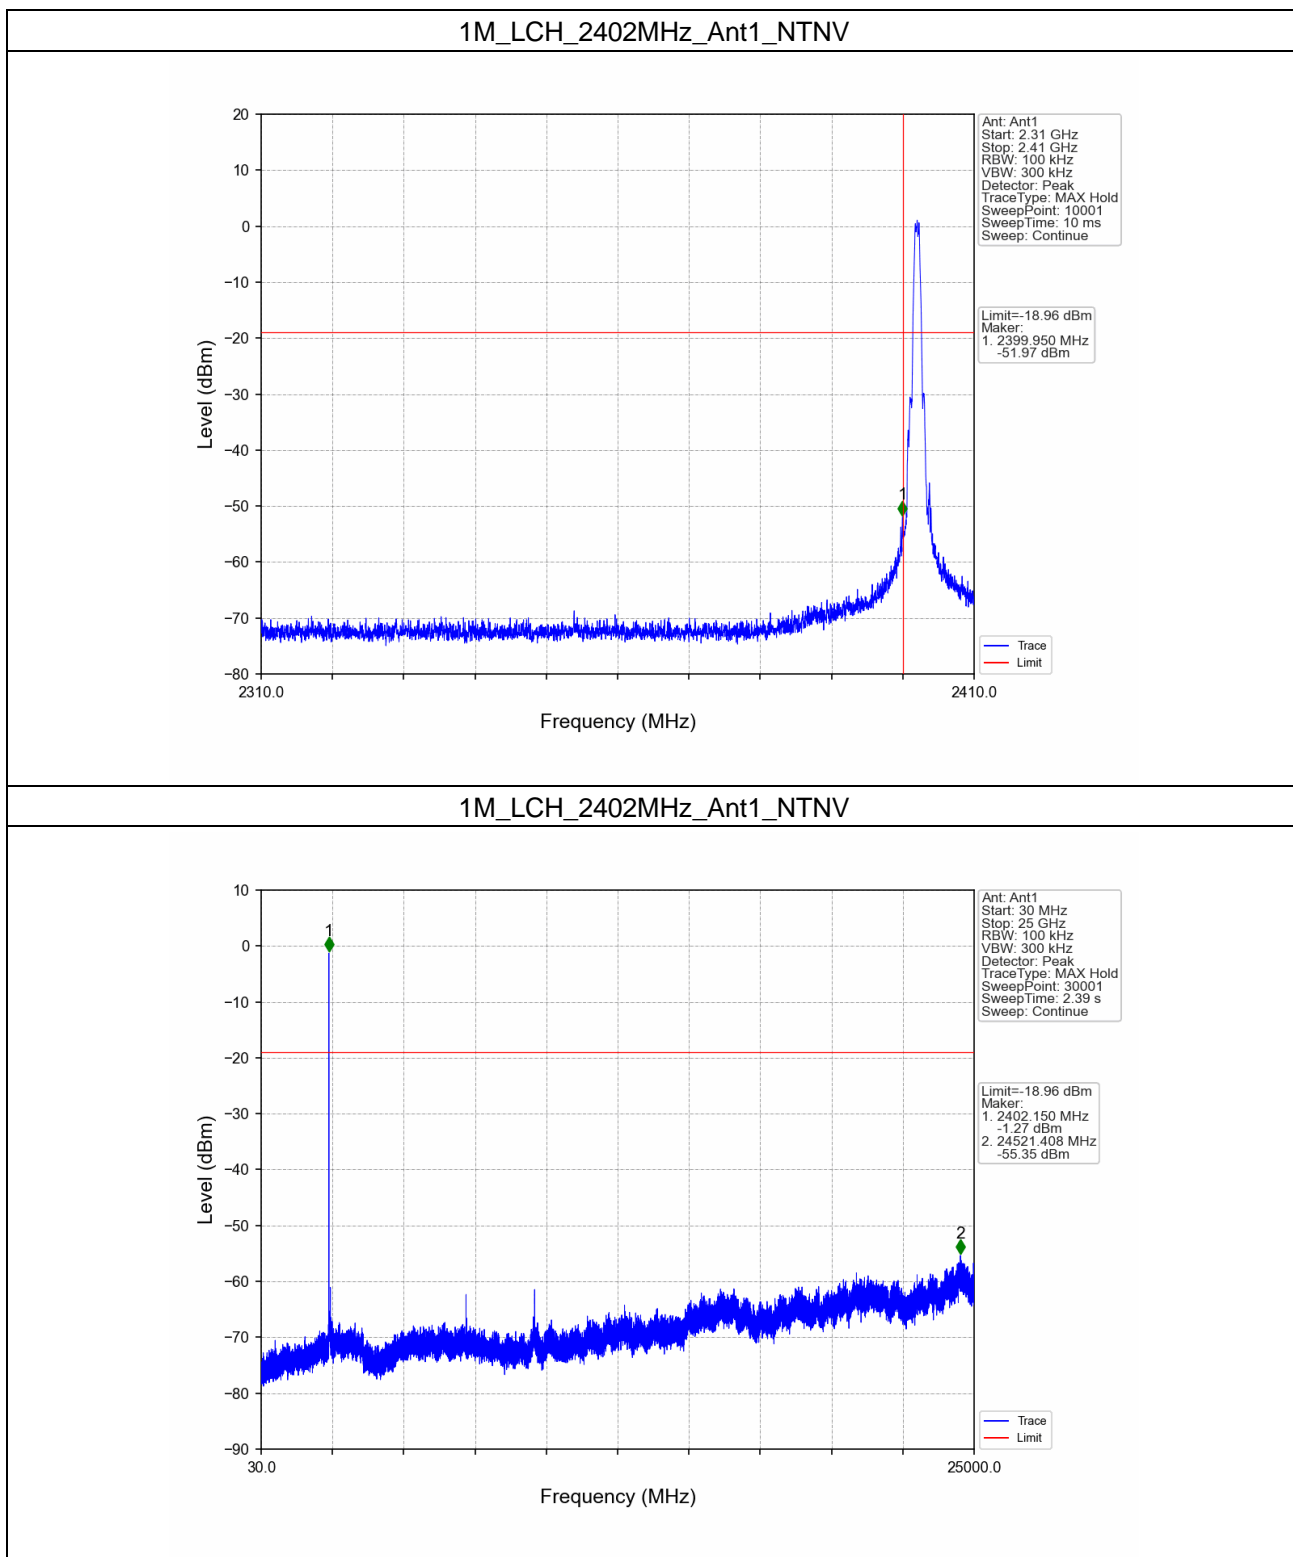 1M_LCH_2402MHz_Ant1_NTNV
20
10
0
−10
−20
−30
−40
−50
−60
−70
−80
Level (dBm)
2310.0
2410.0
Frequency (MHz)
1
Ant: Ant1
Start: 2.31 GHz
Stop: 2.41 GHz
RBW: 100 kHz
VBW: 300 kHz
Detector: Peak
TraceType: MAX Hold
SweepPoint: 10001
SweepTime: 10 ms
Sweep: Continue
Limit=-18.96 dBm
Maker:
1. 2399.950 MHz
-51.97 dBm
Trace
Limit
1M_LCH_2402MHz_Ant1_NTNV
10
0
−10
−20
−30
−40
−50
−60
−70
−80
−90
Level (dBm)
30.0
25000.0
Frequency (MHz)
1
2
Ant: Ant1
Start: 30 MHz
Stop: 25 GHz
RBW: 100 kHz
VBW: 300 kHz
Detector: Peak
TraceType: MAX Hold
SweepPoint: 30001
SweepTime: 2.39 s
Sweep: Continue
Limit=-18.96 dBm
Maker:
1. 2402.150 MHz
-1.27 dBm
2. 24521.408 MHz
-55.35 dBm
Trace
Limit